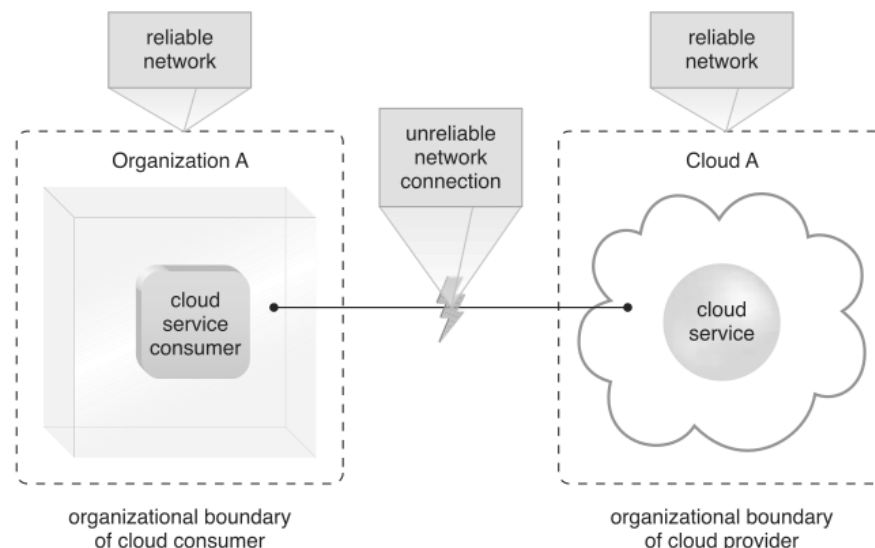 reliable
network
reliable
network
unreliable
network
connection
Organization A
Cloud A
cloud
service
consumer
cloud
service
organizational boundary
of cloud consumer
organizational boundary
of cloud provider